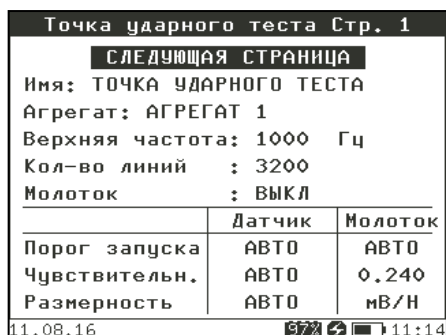 Точка ударного теста Стр. 1
СЛЕДУЮЩАЯ СТРАНИЦА
Имя: ТОЧКА УДАРНОГО ТЕСТА
Агрегат: АГРЕГАТ 1
Верхняя частота: 1000 Гц
Кол-во линий : 3200
Молоток : ВЫКЛ
Датчик Молоток
Порог запуска АВТО АВТО
Чувствительн. АВТО 0.240
Размерность АВТО мВ/Н
11.08.16 97% 11:14